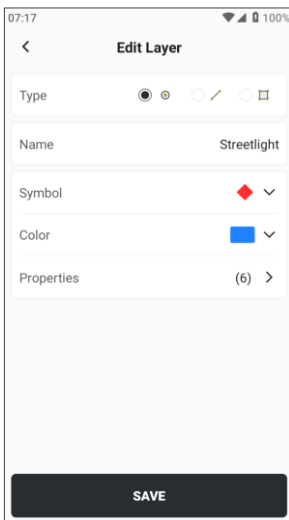 07:17
100%
Edit Layer
Type
Name
Streetlight
Symbol
Color
Properties
(6)
SAVE